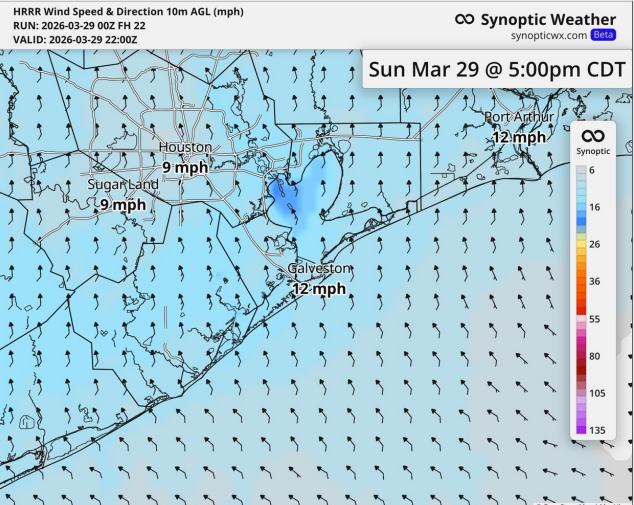 HRRR Wind Speed & Direction 10m AGL (mph)
RUN: 2026-03-29 00Z FH 22
VALID: 2026-03-29 22:00Z
Synoptic Weather
synopticwx.com Beta
Sun Mar 29 @ 5:00pm CDT
Port Arthur
12 mph
Houston
9 mph
Sugar Land
9 mph
Galveston
12 mph
Synoptic
6
16
26
36
55
80
105
135